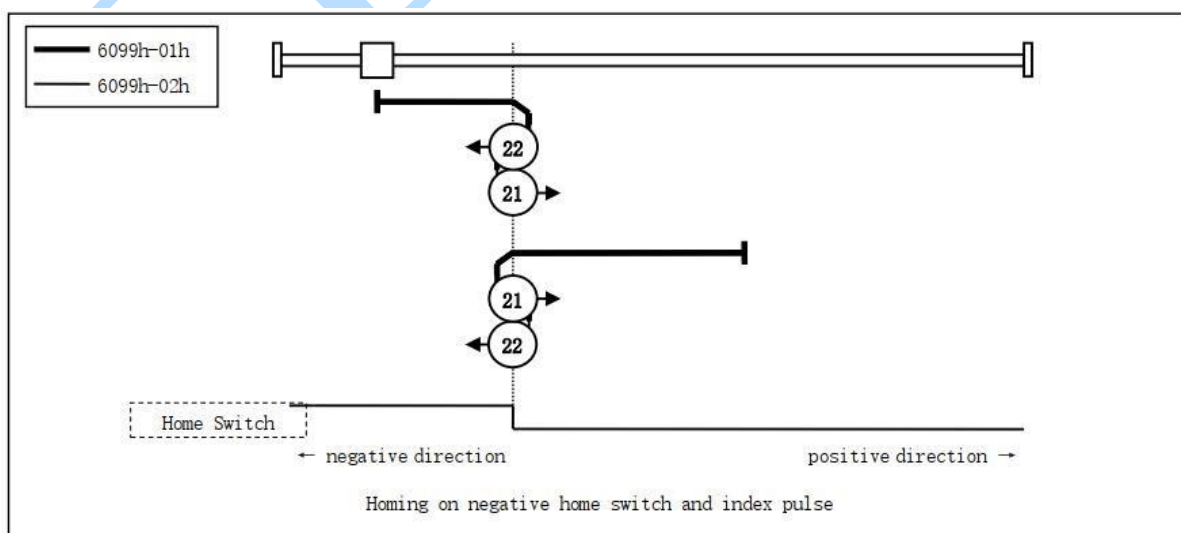 6099h-01h
6099h-02h
22
21
21
22
Home Switch
← negative direction
positive direction →
Homing on negative home switch and index pulse